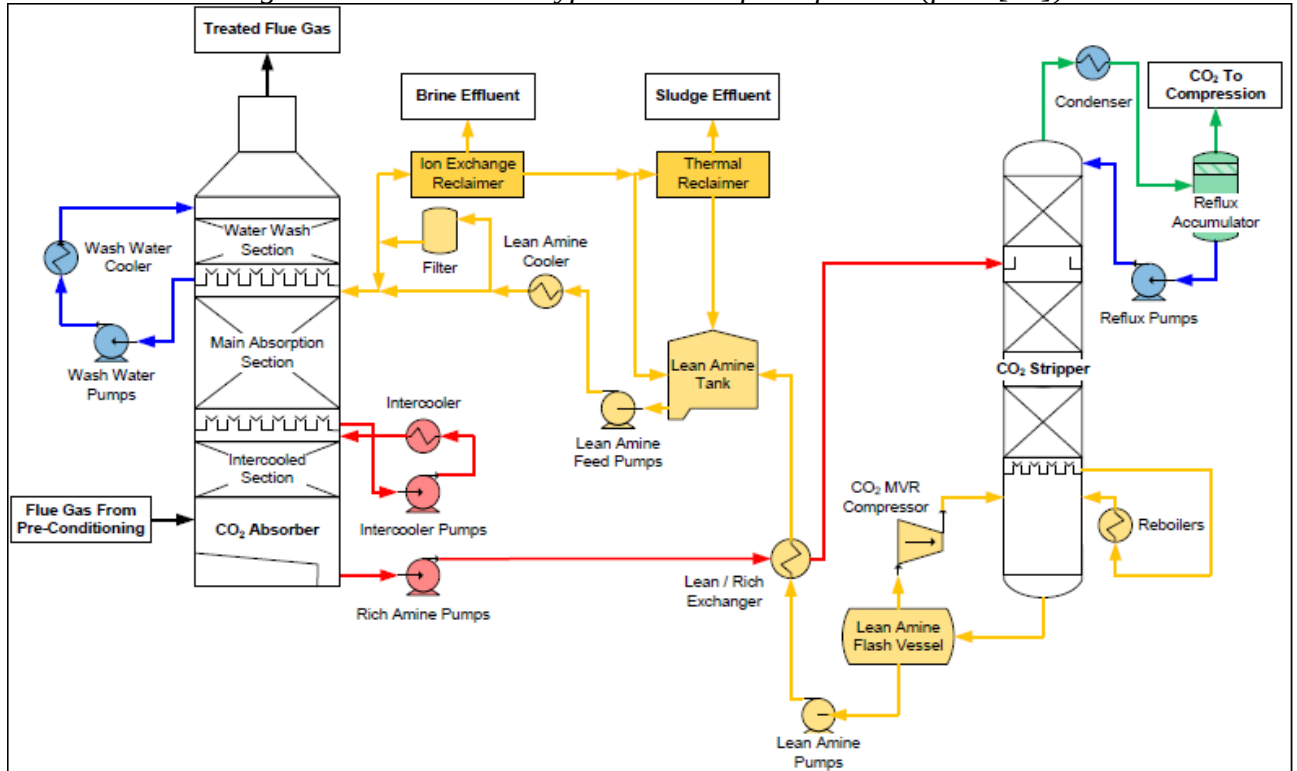 Treated Flue Gas
Brine Effluent
Sludge Effluent
Condenser
CO₂ To
Compression
Ion Exchange
Reclaimer
Thermal
Reclaimer
Reflux
Accumulator
Water Wash
Section
Wash Water
Cooler
Filter
Lean Amine
Cooler
Main Absorption
Section
Wash Water
Pumps
Lean Amine
Tank
Reflux Pumps
CO₂ Stripper
Intercooler
Lean Amine
Feed Pumps
Intercooled
Section
Flue Gas From
Pre-Conditioning
CO₂ Absorber
Intercooler Pumps
CO₂ MVR
Compressor
Reboilers
Rich Amine Pumps
Lean / Rich
Exchanger
Lean Amine
Flash Vessel
Lean Amine
Pumps